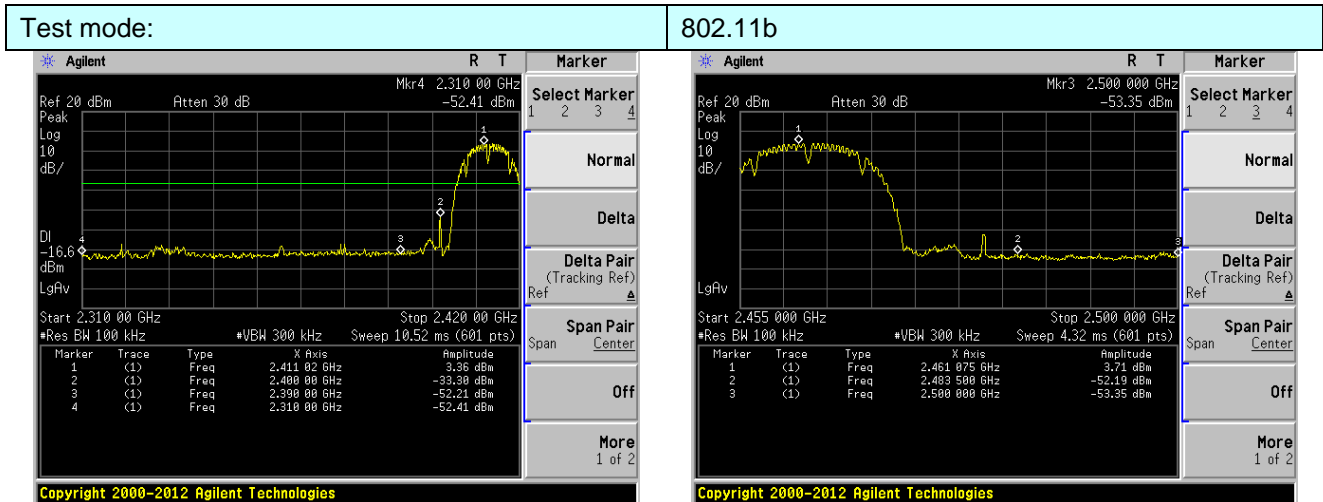 Test mode:
802.11b
Agilent
R T
Mkr4 2.310 00 GHz
Ref 20 dBm
Atten 30 dB
-52.41 dBm
Peak
Log
10
dB/
DI
-16.6
dBm
LgAv
1
2
3
4
Start 2.310 00 GHz
Stop 2.420 00 GHz
#Res BW 100 kHz
#VBW 300 kHz
Sweep 10.52 ms (601 pts)
Marker Trace Type X Axis Amplitude
1 (1) Freq 2.411 02 GHz 3.36 dBm
2 (1) Freq 2.400 00 GHz -33.30 dBm
3 (1) Freq 2.390 00 GHz -52.21 dBm
4 (1) Freq 2.310 00 GHz -52.41 dBm
Copyright 2000-2012 Agilent Technologies
Marker
Select Marker
1 2 3 4
Normal
Delta
Delta Pair
(Tracking Ref)
Ref Δ
Span Pair
Span Center
Off
More
1 of 2
Agilent
R T
Mkr3 2.500 000 GHz
Ref 20 dBm
Atten 30 dB
-53.35 dBm
Peak
Log
10
dB/
LgAv
1
2
3
Start 2.455 000 GHz
Stop 2.500 000 GHz
#Res BW 100 kHz
#VBW 300 kHz
Sweep 4.32 ms (601 pts)
Marker Trace Type X Axis Amplitude
1 (1) Freq 2.461 075 GHz 3.71 dBm
2 (1) Freq 2.483 500 GHz -52.19 dBm
3 (1) Freq 2.500 000 GHz -53.35 dBm
Copyright 2000-2012 Agilent Technologies
Marker
Select Marker
1 2 3 4
Normal
Delta
Delta Pair
(Tracking Ref)
Ref Δ
Span Pair
Span Center
Off
More
1 of 2